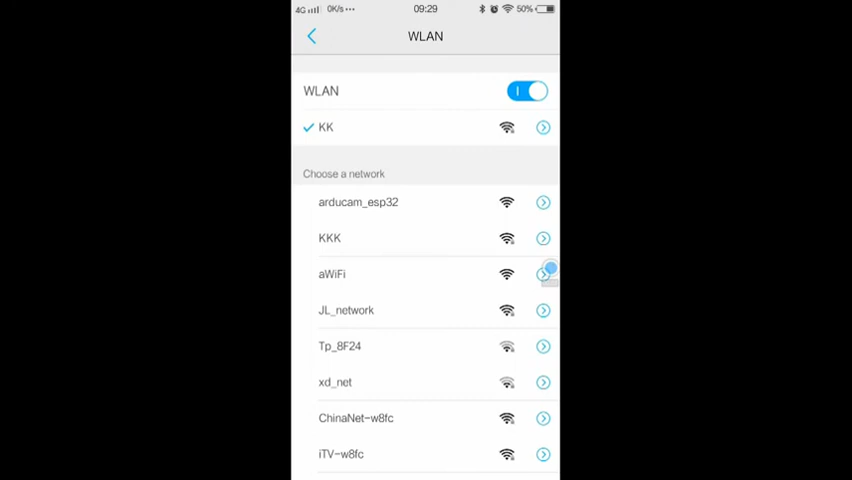 4G 0K/s ··· 09:29 50%
WLAN
WLAN
KK
Choose a network
arducam_esp32
KKK
aWiFi
JL_network
Tp_8F24
xd_net
ChinaNet-w8fc
iTV-w8fc